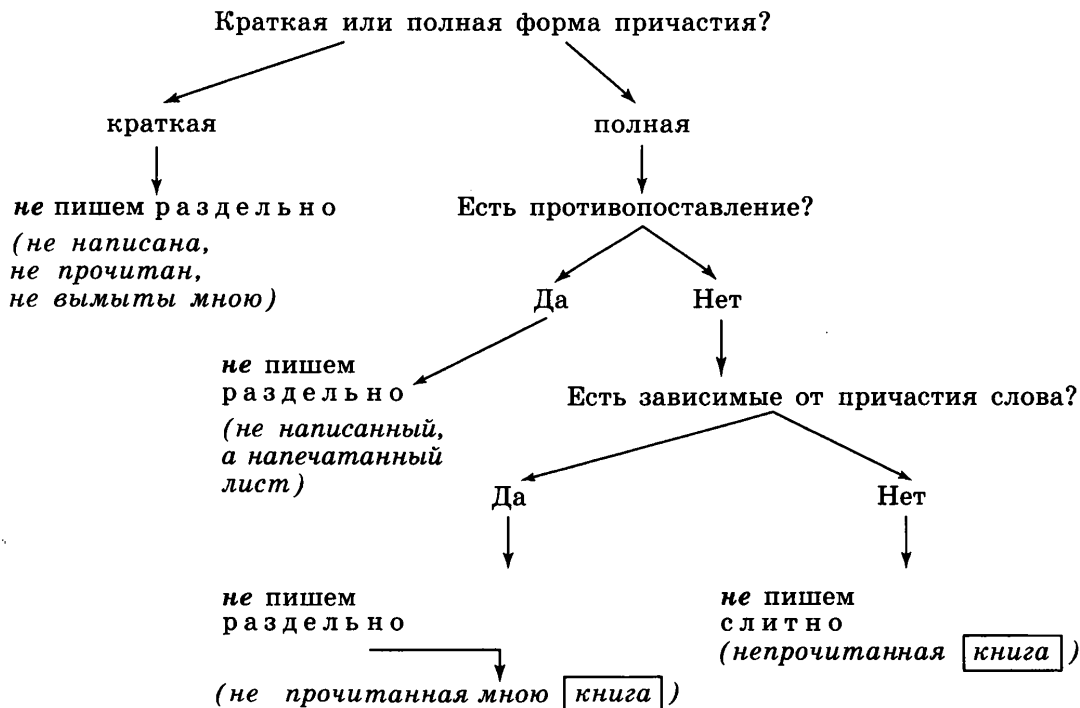 Краткая или полная форма причастия?
краткая
полная
не пишем раздельно
(не написана,
не прочитан,
не вымыты мною)
Есть противопоставление?
Да
Нет
не пишем
раздельно
(не написанный,
а напечатанный
лист)
Есть зависимые от причастия слова?
Да
Нет
не пишем
раздельно
(не прочитанная мною книга)
не пишем
слитно
(непрочитанная книга)